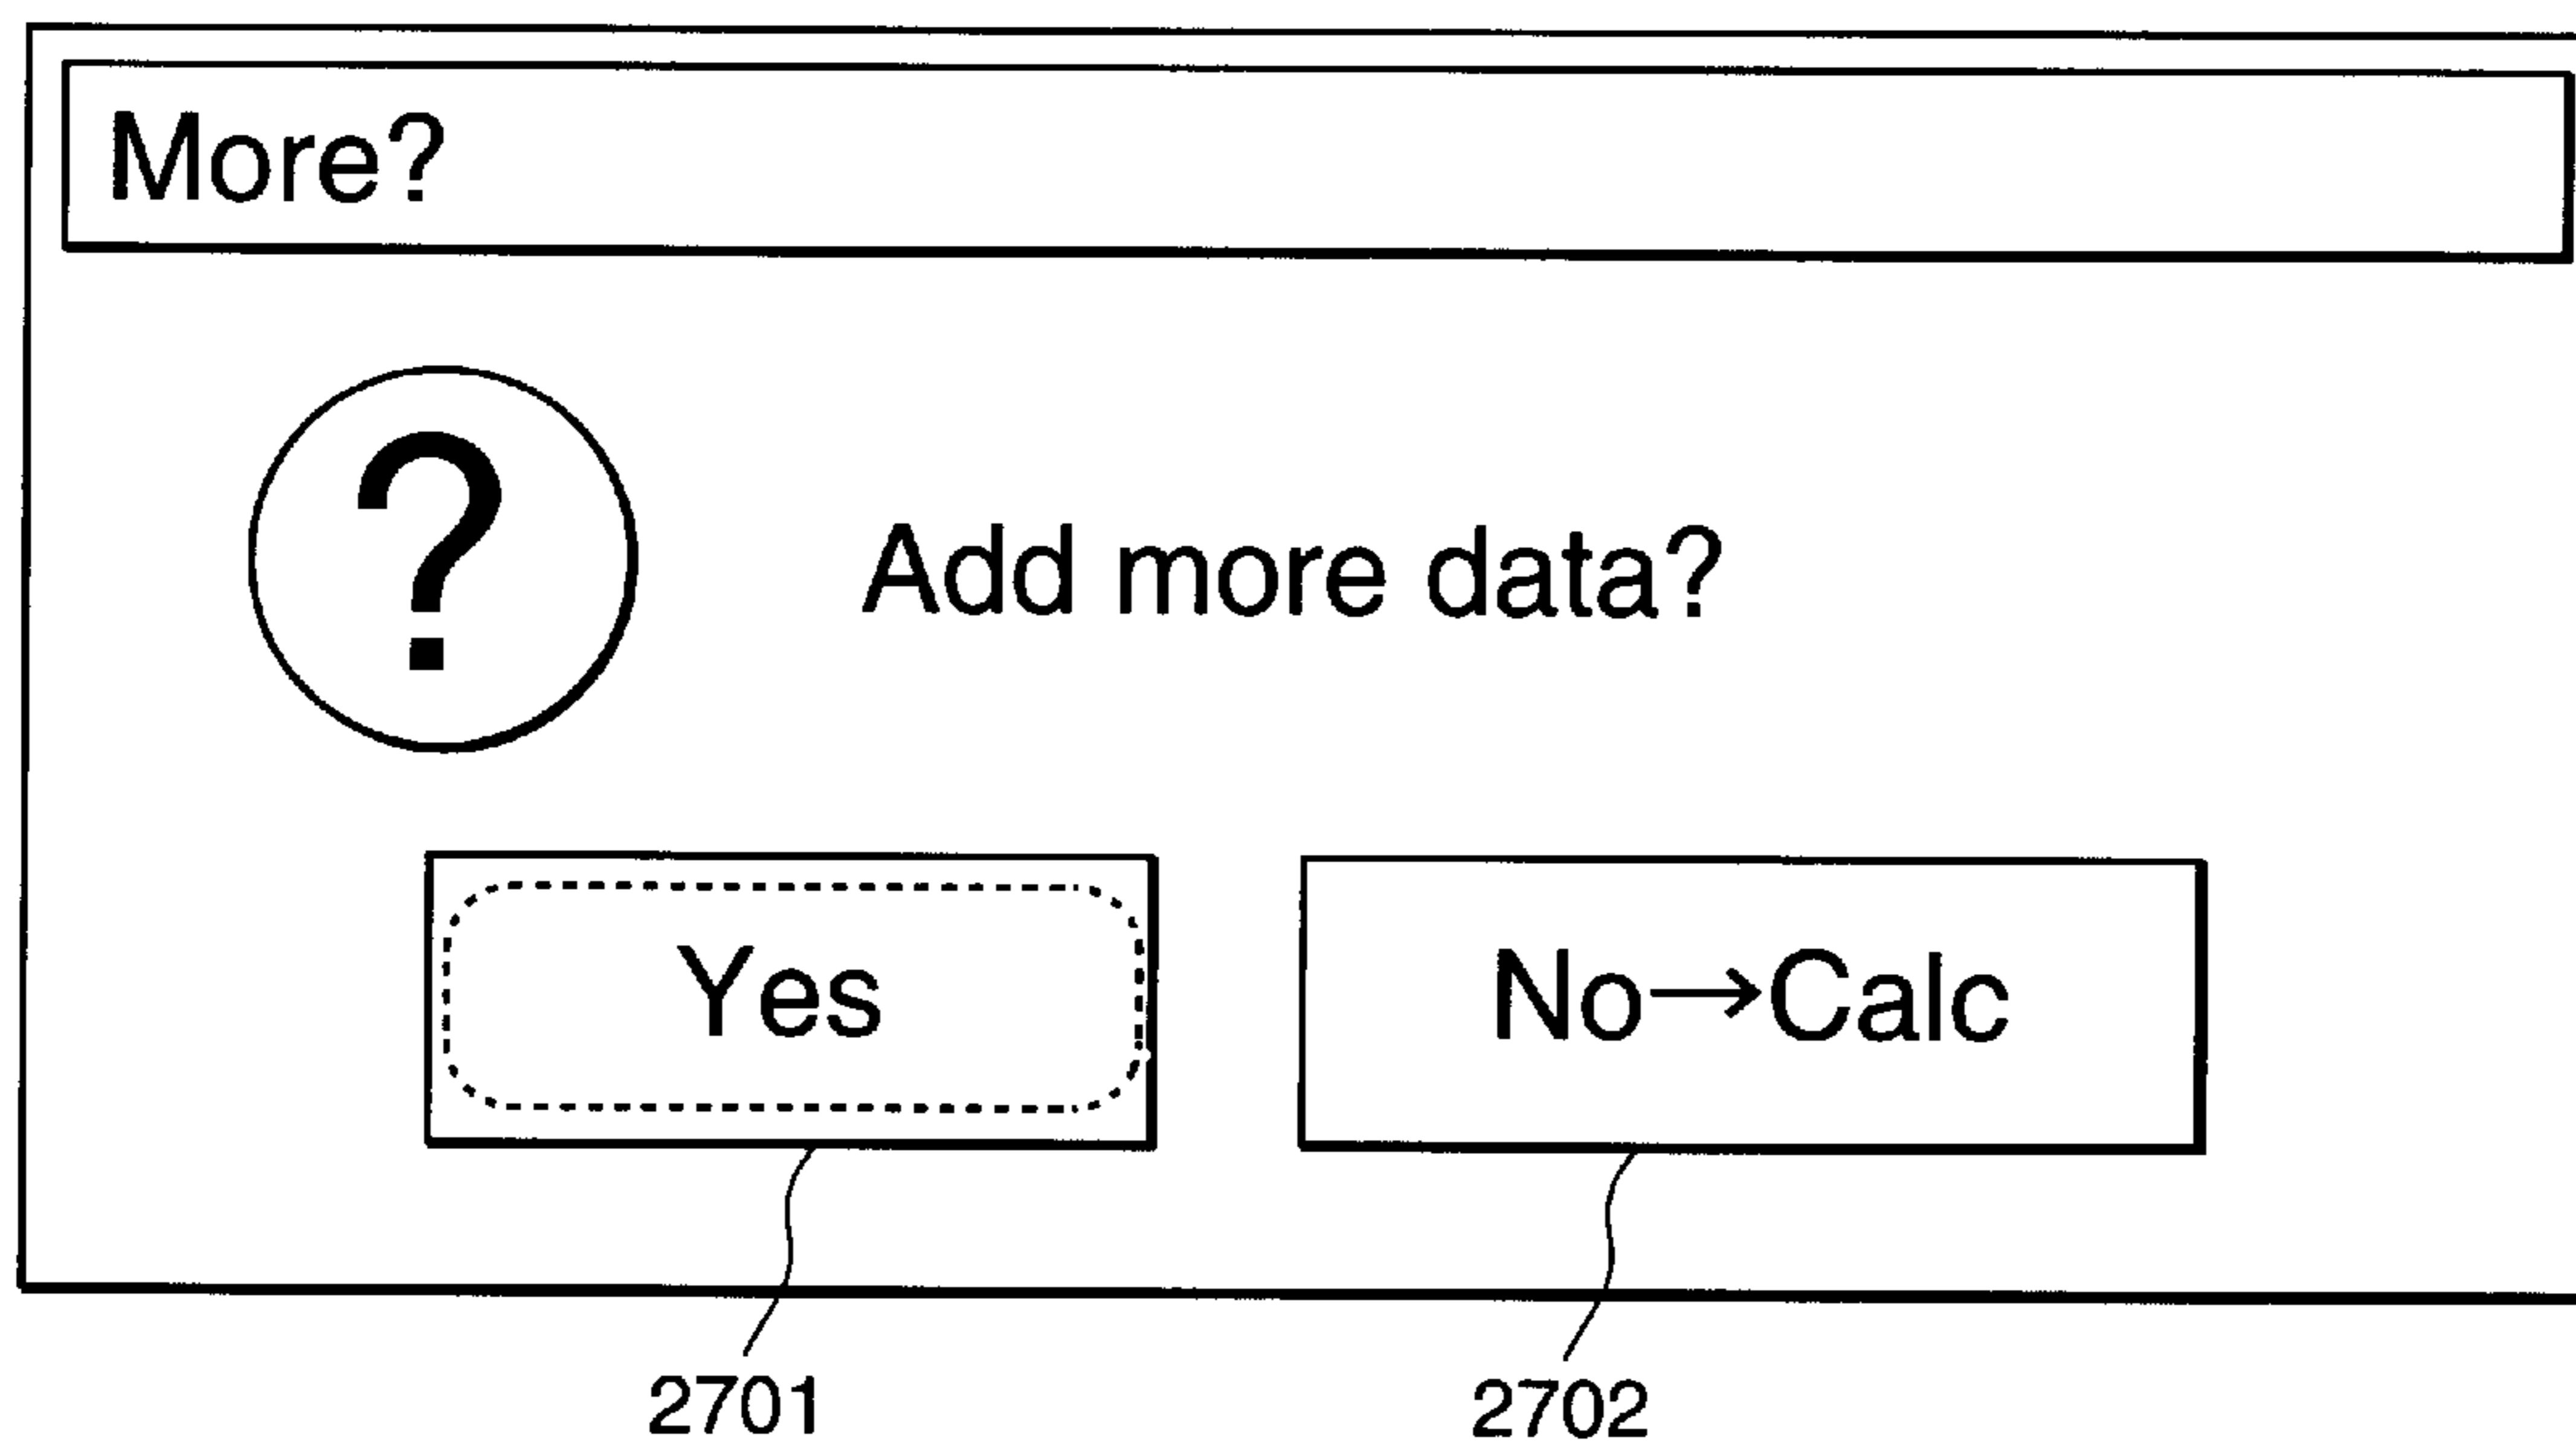 More?
?
Add more data?
Yes
No→Calc
2701
2702